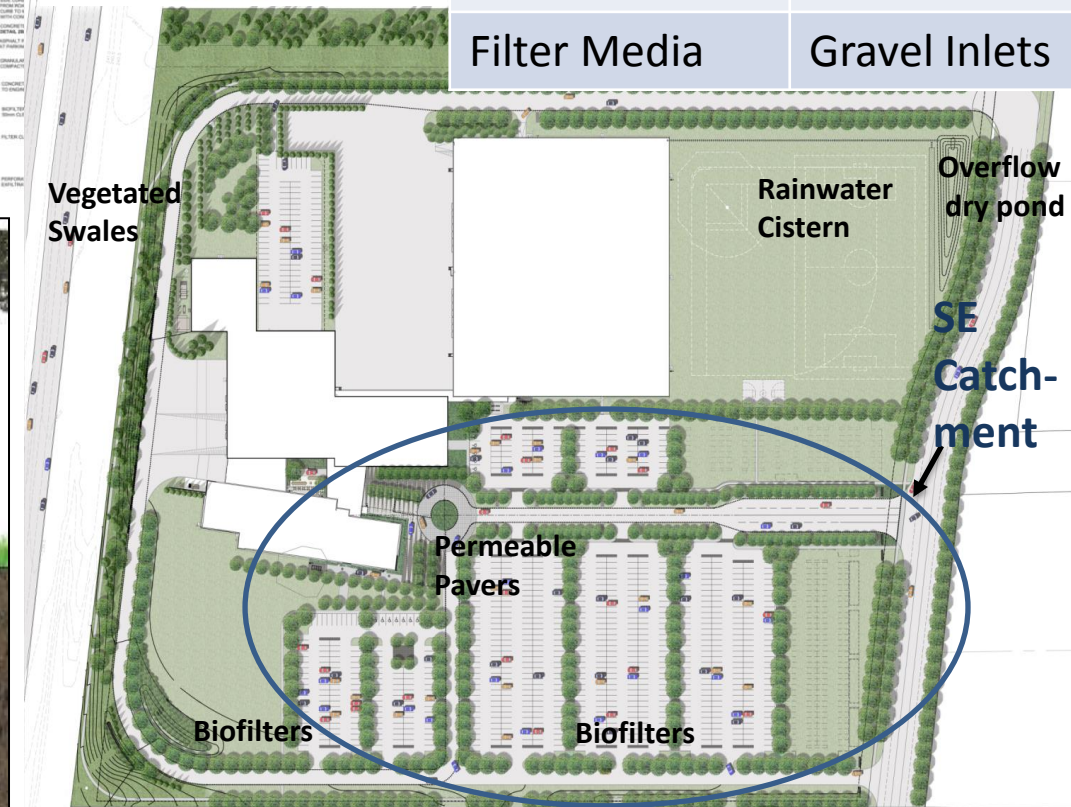 Filter Media
Gravel Inlets
Vegetated
Swales
Rainwater
Cistern
Overflow
dry pond
SE
Catch-
ment
Permeable
Pavers
Biofilters
Biofilters